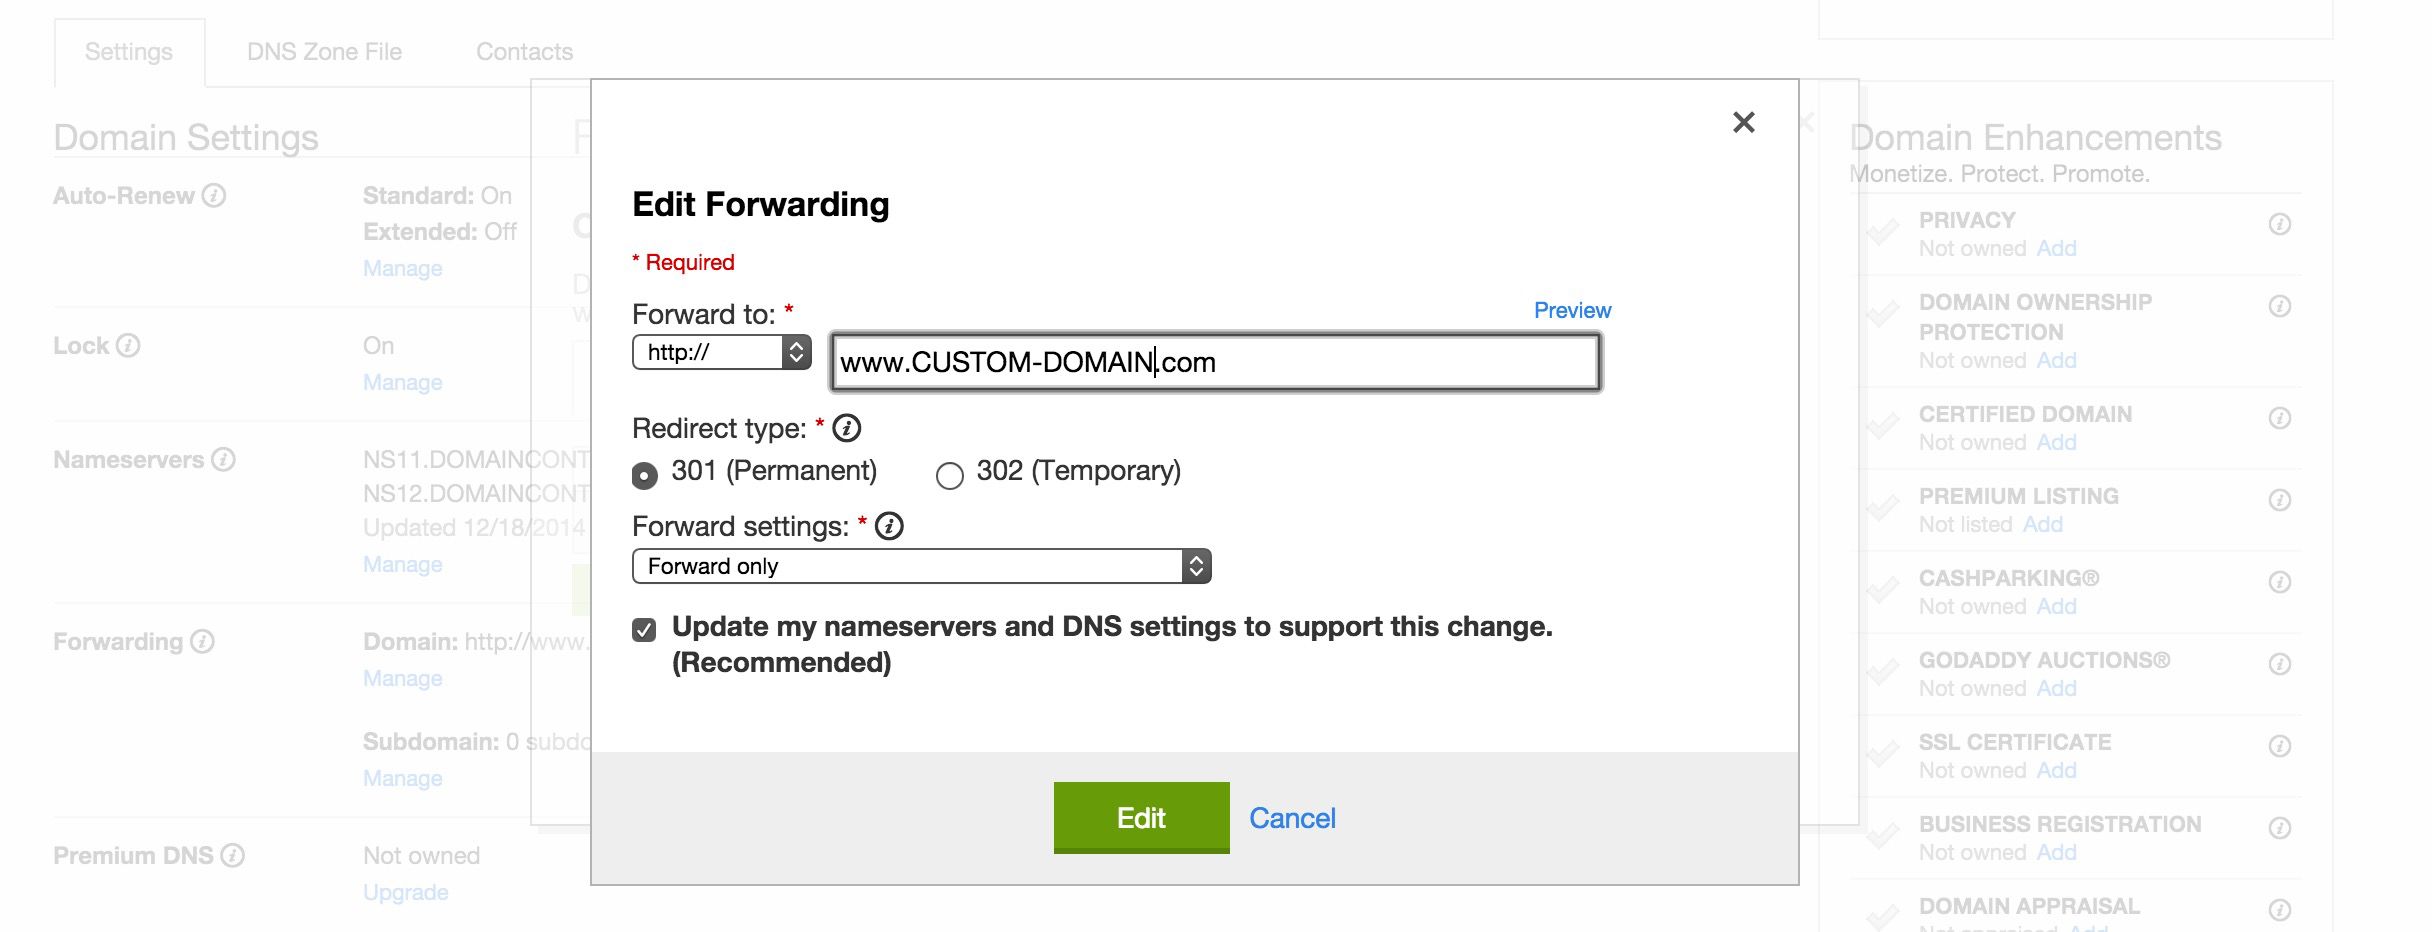 Settings
DNS Zone File
Contacts
Domain Settings
Auto-Renew
Standard: On
Extended: Off
Manage
Lock
On
Manage
Nameservers
NS11.DOMAINCONT
NS12.DOMAINCONT
Updated 12/18/2014
Manage
Forwarding
Domain: http://www.
Manage
Subdomain: 0 subdo
Manage
Premium DNS
Not owned
Upgrade
Edit Forwarding
* Required
Forward to: *
Preview
http://
www.CUSTOM-DOMAIN.com
Redirect type: *
301 (Permanent)
302 (Temporary)
Forward settings: *
Forward only
Update my nameservers and DNS settings to support this change.
(Recommended)
Edit
Cancel
Domain Enhancements
Monetize. Protect. Promote.
PRIVACY
Not owned Add
DOMAIN OWNERSHIP
PROTECTION
Not owned Add
CERTIFIED DOMAIN
Not owned Add
PREMIUM LISTING
Not listed Add
CASHPARKING®
Not owned Add
GODADDY AUCTIONS®
Not owned Add
SSL CERTIFICATE
Not owned Add
BUSINESS REGISTRATION
Not owned Add
DOMAIN APPRAISAL